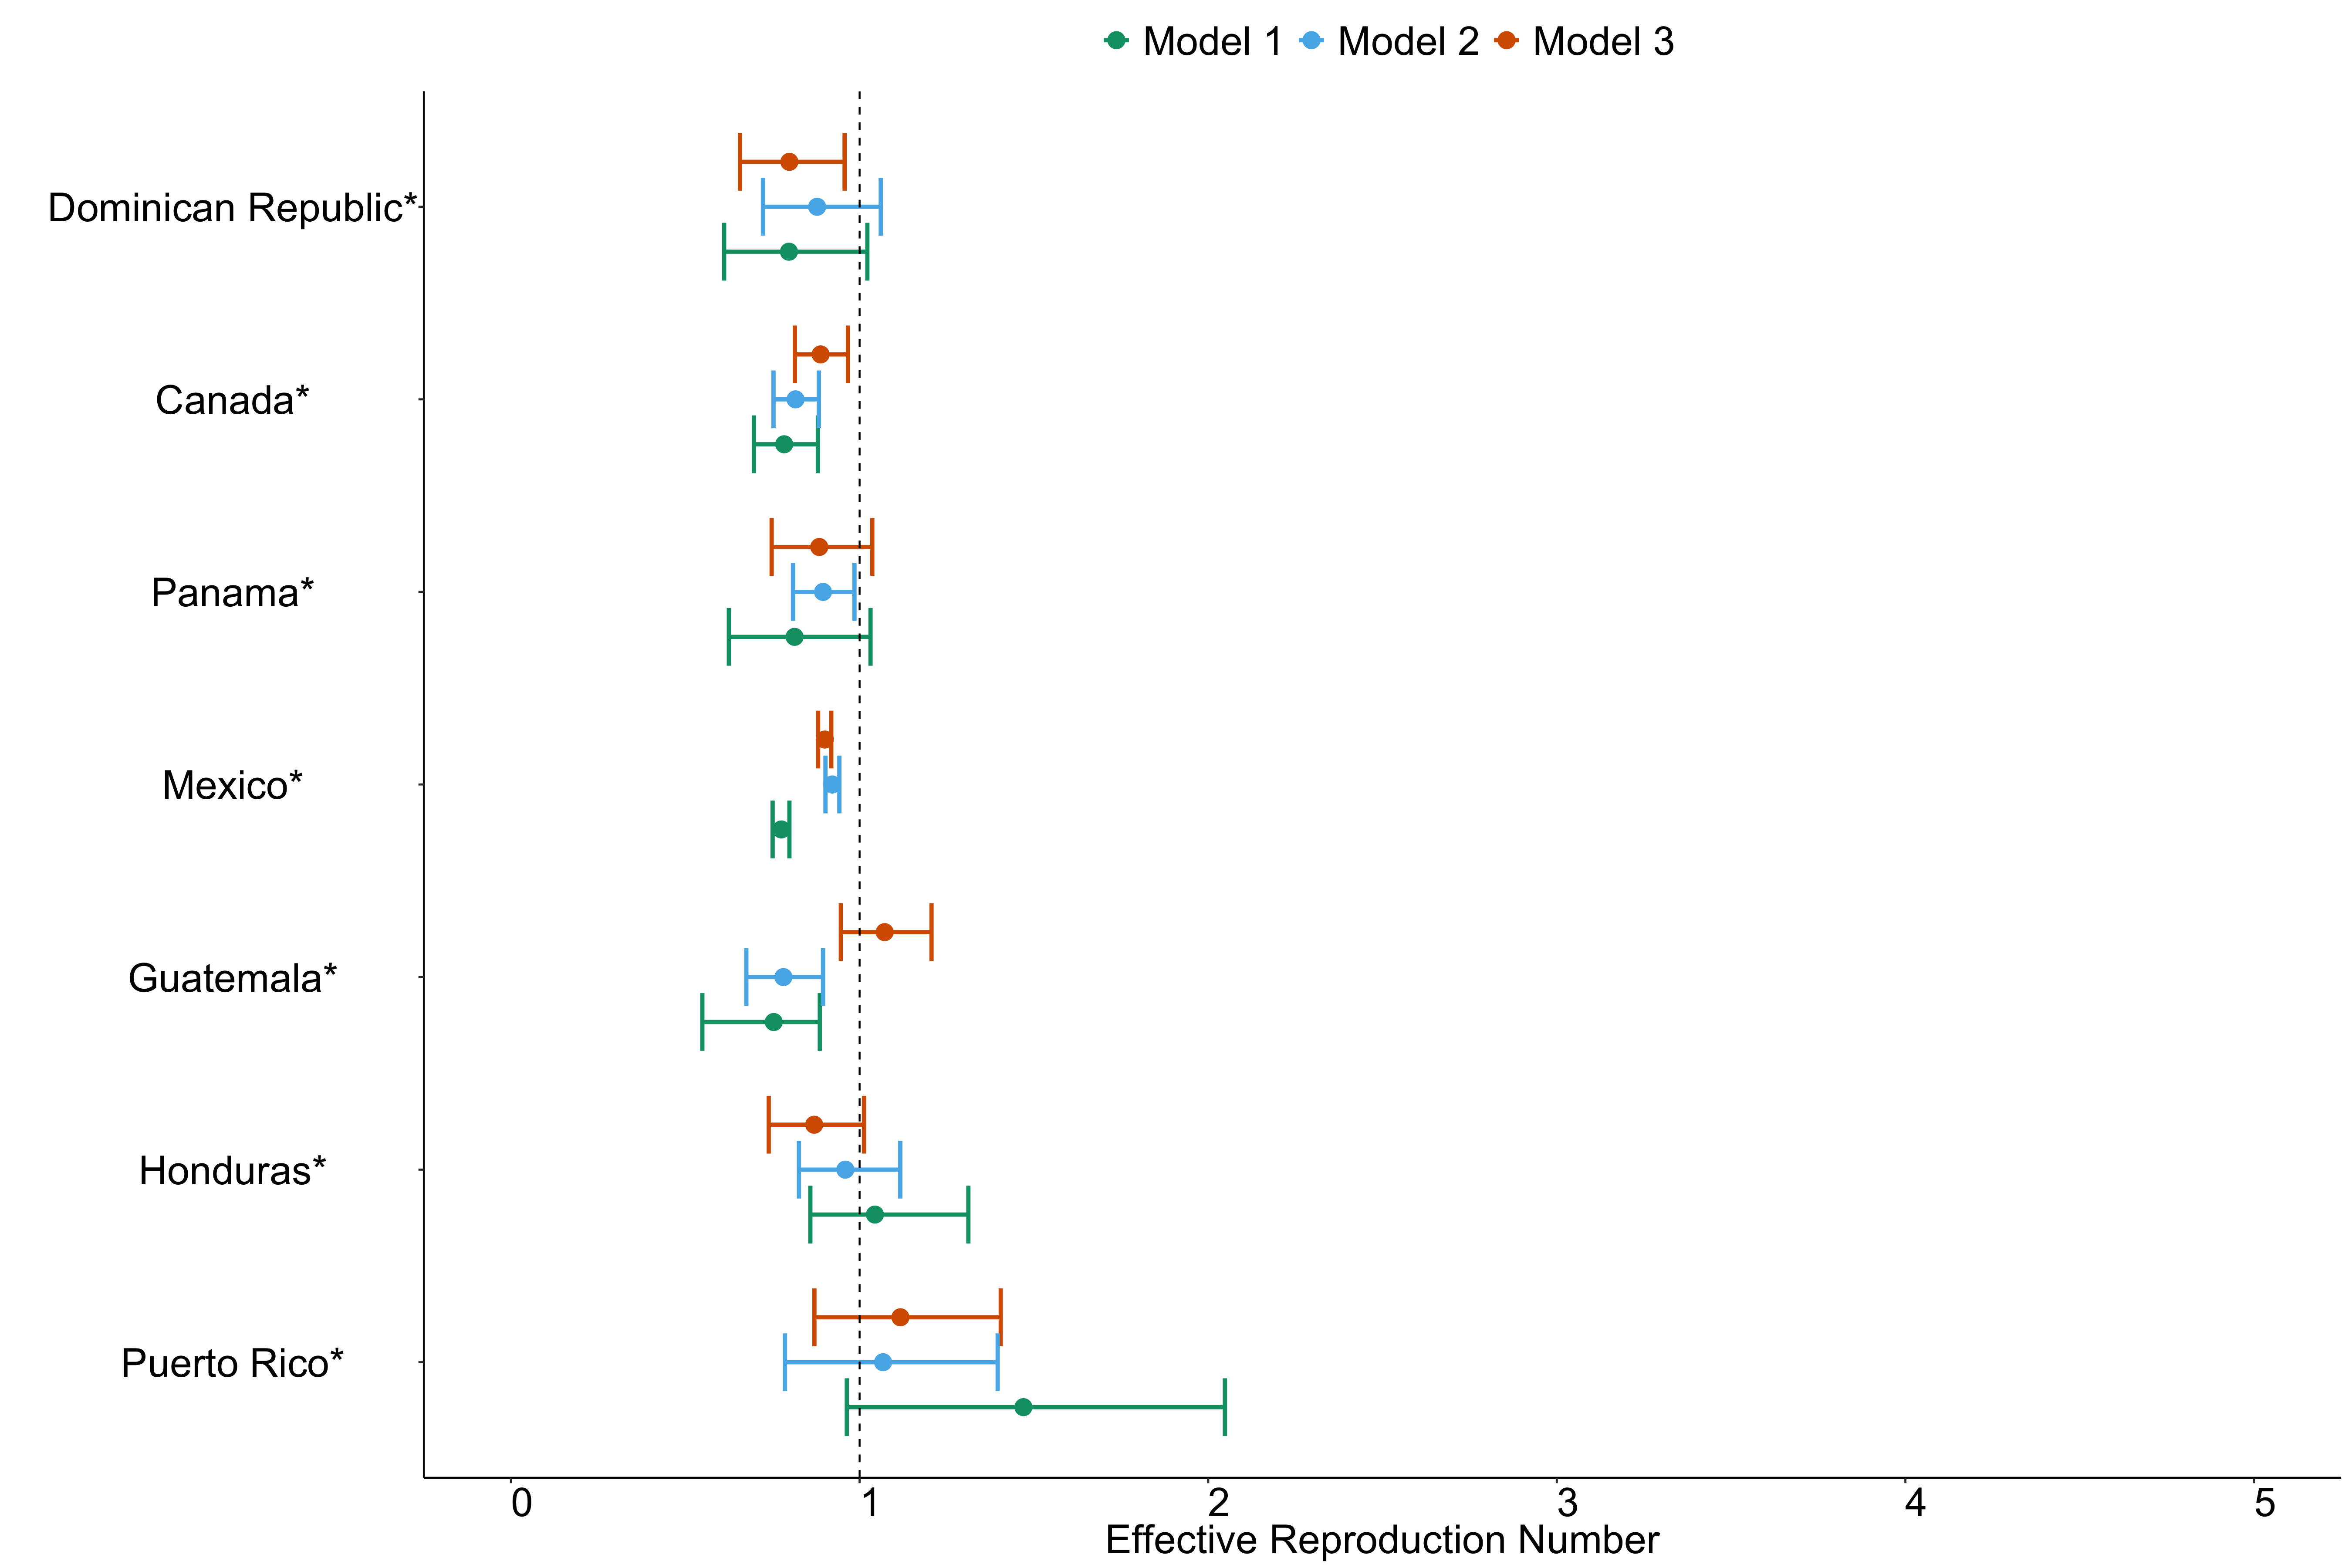 Model 1 Model 2 Model 3
Dominican Republic*
Canada*
Panama*
Mexico*
Guatemala*
Honduras*
Puerto Rico*
0 1 2 3 4 5
Effective Reproduction Number